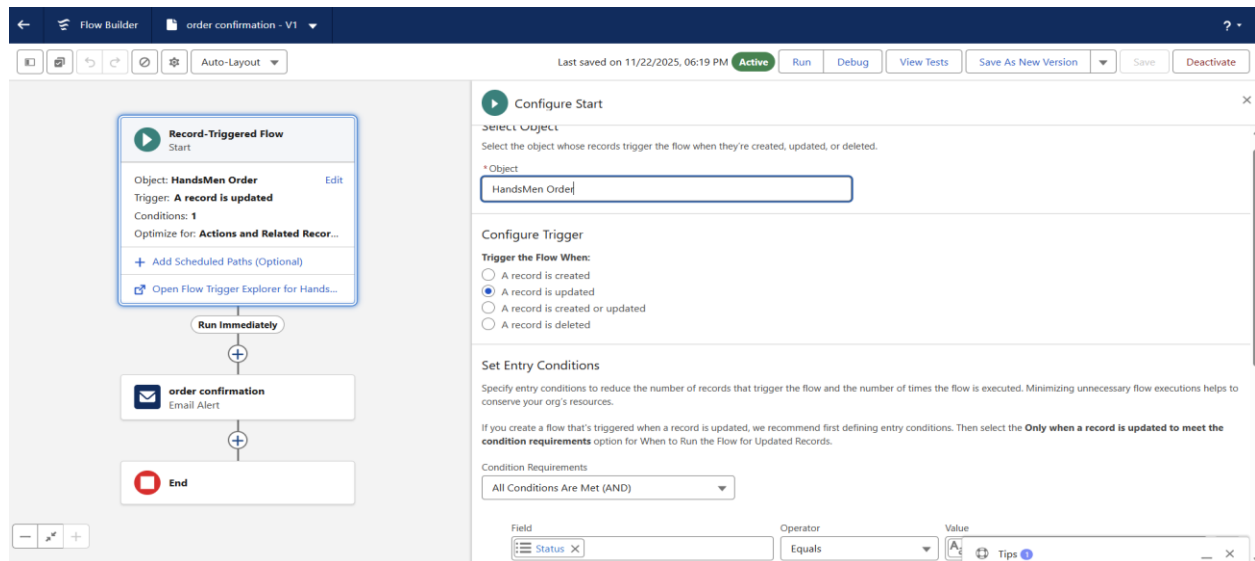 Flow Builder
order confirmation - V1
?
Auto-Layout
Last saved on 11/22/2025, 06:19 PM
Active
Run
Debug
View Tests
Save As New Version
Save
Deactivate
Record-Triggered Flow
Start
Object: HandsMen Order
Edit
Trigger: A record is updated
Conditions: 1
Optimize for: Actions and Related Recor...
+ Add Scheduled Paths (Optional)
Open Flow Trigger Explorer for Hands...
Run Immediately
order confirmation
Email Alert
End
Configure Start
Select Object
Select the object whose records trigger the flow when they're created, updated, or deleted.
*Object
HandsMen Order
Configure Trigger
Trigger the Flow When:
A record is created
A record is updated
A record is created or updated
A record is deleted
Set Entry Conditions
Specify entry conditions to reduce the number of records that trigger the flow and the number of times the flow is executed. Minimizing unnecessary flow executions helps to
conserve your org's resources.
If you create a flow that's triggered when a record is updated, we recommend first defining entry conditions. Then select the Only when a record is updated to meet the
condition requirements option for When to Run the Flow for Updated Records.
Condition Requirements
All Conditions Are Met (AND)
Field
Operator
Value
Status
Equals
Tips 1